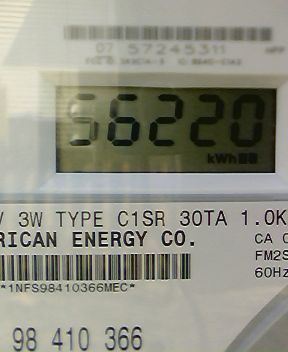 07 57245311
56220
kWh
V 3W TYPE C1SR 30TA 1.0K
RICAN ENERGY CO.
CA 0
FM2S
60Hz
*1NFS98410366MEC*
98 410 366